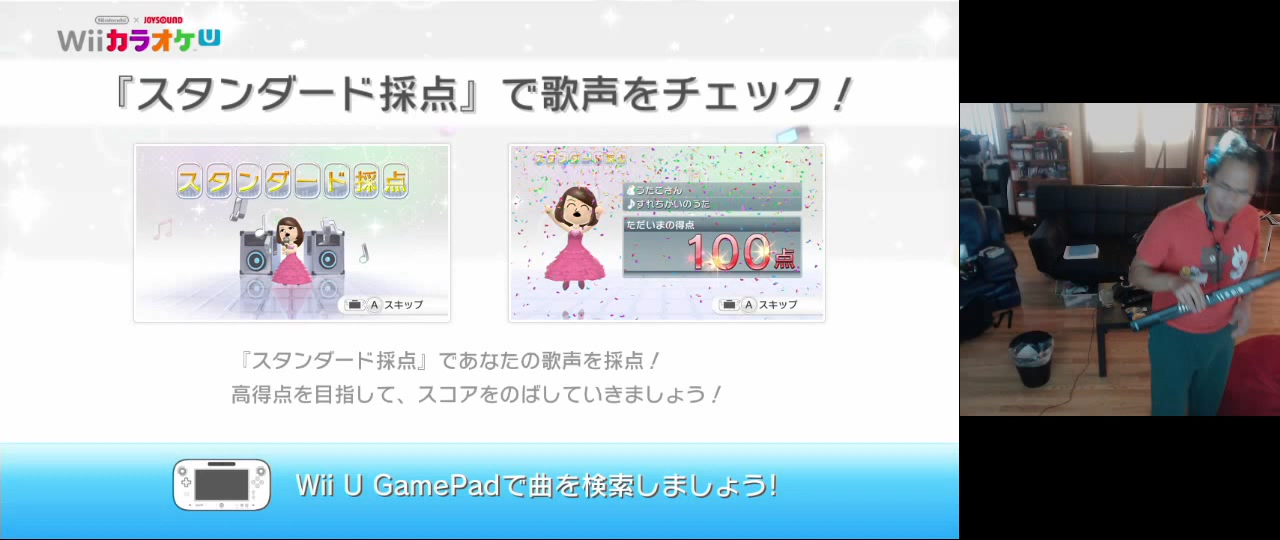 Nintendo × JOYSOUND
WiiカラオケU
『スタンダード採点』で歌声をチェック！
スタンダード採点
Aスキップ
スタンダード採点
うたこさん
すれちがいのうた
ただいまの得点
100点
Aスキップ
『スタンダード採点』であなたの歌声を採点！
高得点を目指して、スコアをのばしていきましょう！
Wii U GamePadで曲を検索しましょう!